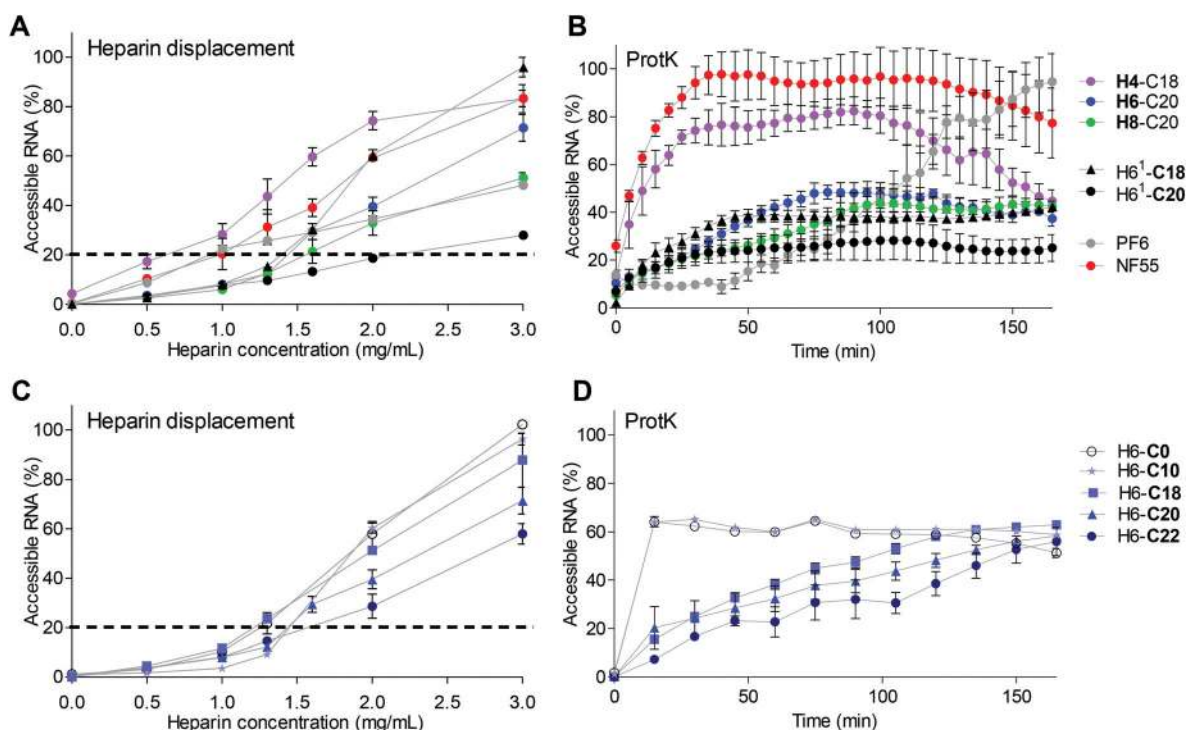 A
Heparin displacement
Accessible RNA (%)
100
80
60
40
20
0
0.0 0.5 1.0 1.5 2.0 2.5 3.0
Heparin concentration (mg/mL)
B
ProtK
Accessible RNA (%)
100
80
60
40
20
0
0 50 100 150
Time (min)
H4-C18
H6-C20
H8-C20
H6¹-C18
H6¹-C20
PF6
NF55
C
Heparin displacement
Accessible RNA (%)
100
80
60
40
20
0
0.0 0.5 1.0 1.5 2.0 2.5 3.0
Heparin concentration (mg/mL)
D
ProtK
Accessible RNA (%)
100
80
60
40
20
0
0 50 100 150
Time (min)
H6-C0
H6-C10
H6-C18
H6-C20
H6-C22